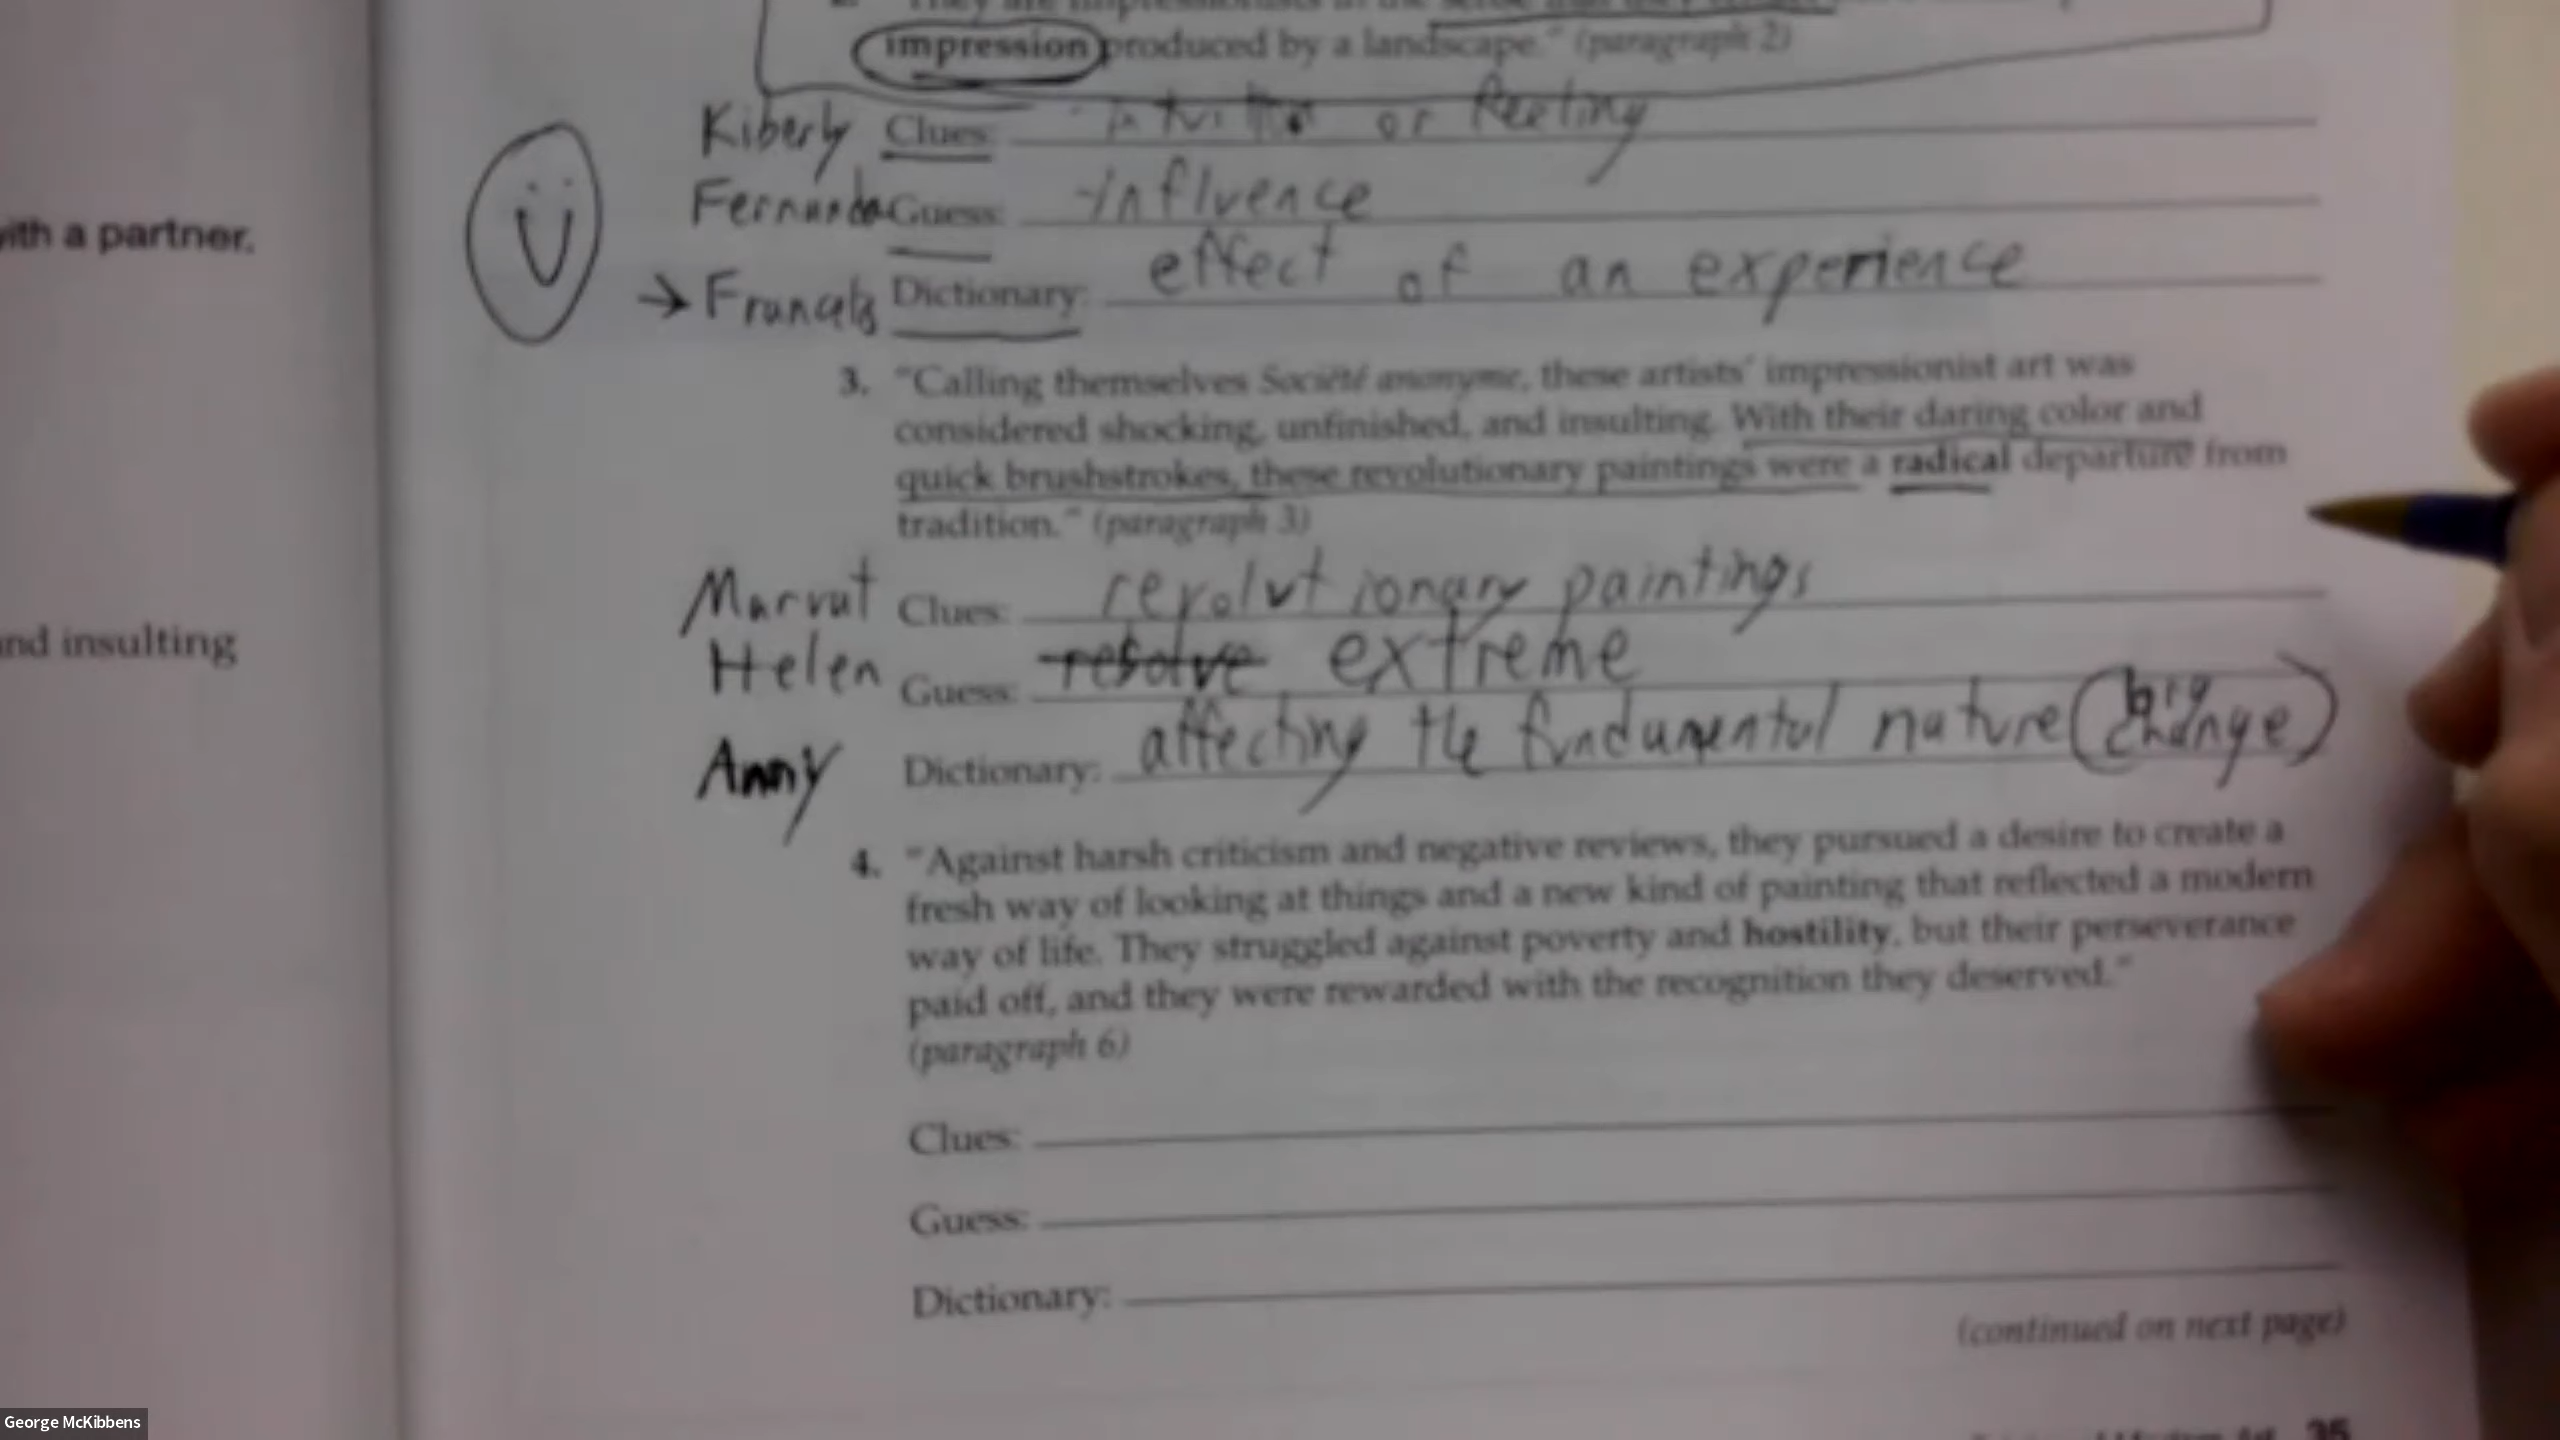 impression produced by a landscape." (paragraph 2)
Kiberly Clues: or feeling
Fernanda Guess: -influence
→ Dictionary: effect of an experience
with a partner.
3. "Calling themselves Société anonyme, these artists' impressionist art was
considered shocking, unfinished, and insulting. With their daring color and
quick brushstrokes, these revolutionary paintings were a radical departure from
tradition." (paragraph 3)
Marvat Clues: revolutionary paintings
and insulting
Helen Guess: resolve extreme
Anny Dictionary: affecting the fundamental nature (big change)
4. "Against harsh criticism and negative reviews, they pursued a desire to create a
fresh way of looking at things and a new kind of painting that reflected a modern
way of life. They struggled against poverty and hostility, but their perseverance
paid off, and they were rewarded with the recognition they deserved."
(paragraph 6)
Clues:
Guess:
Dictionary:
(continued on next page)
35
George McKibbens